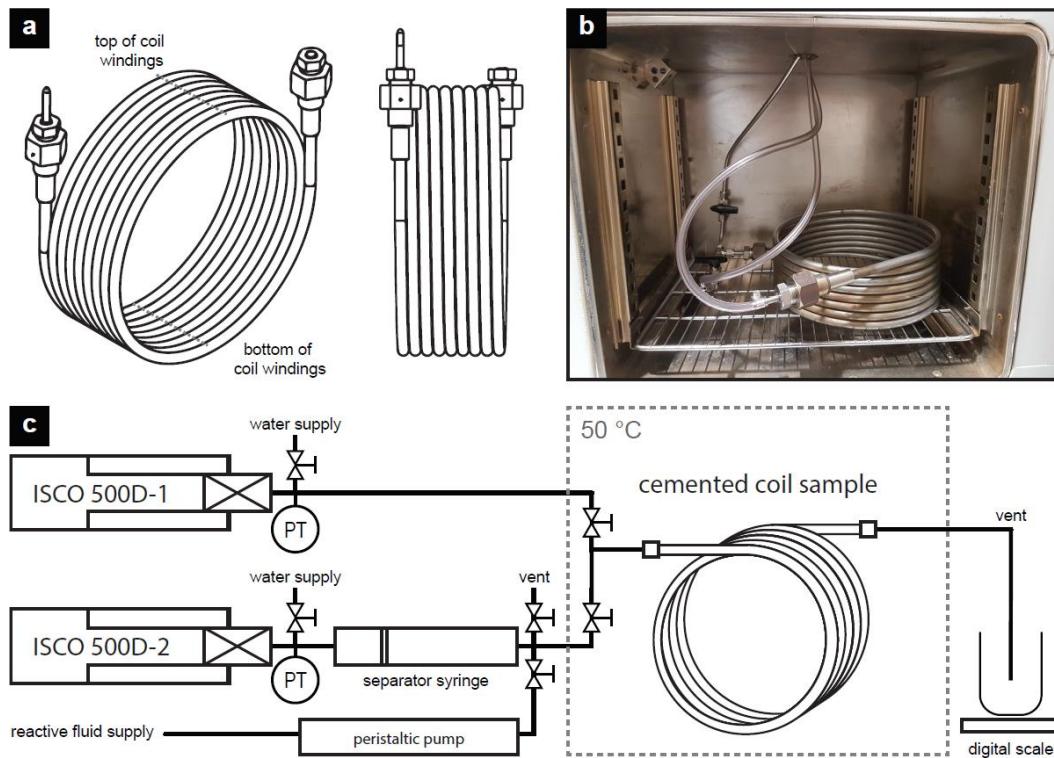 a
top of coil
windings
bottom of
coil windings
b
c
water supply
ISCO 500D-1
PT
water supply
vent
ISCO 500D-2
PT
separator syringe
reactive fluid supply
peristaltic pump
50 °C
cemented coil sample
vent
digital scale